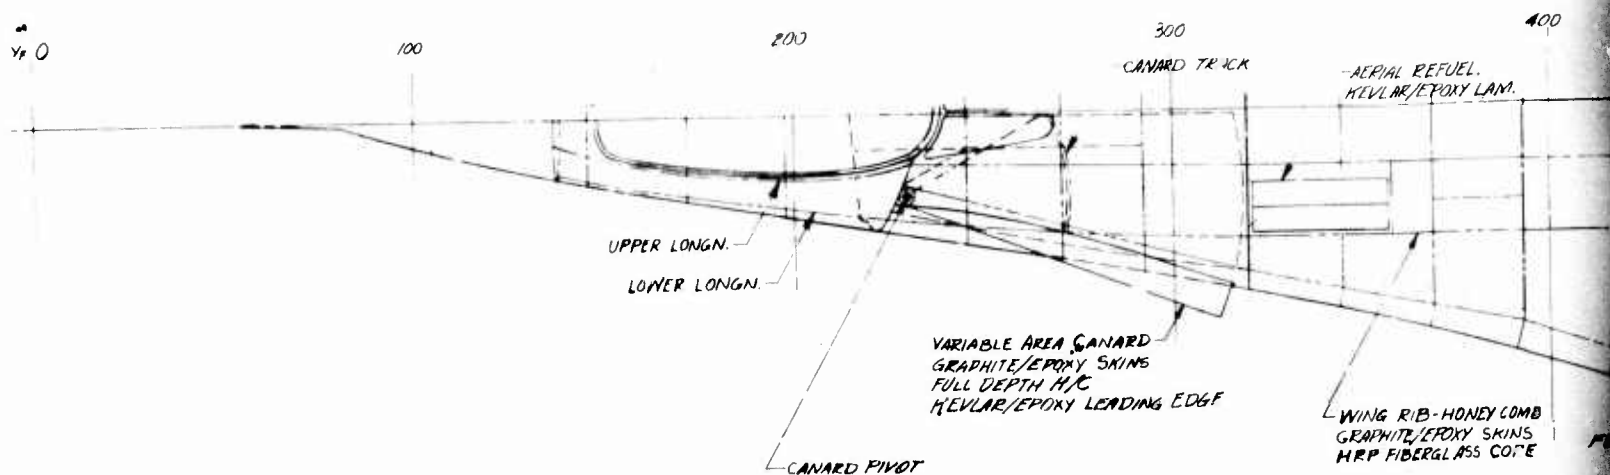 0
100
200
300
400
CANARD TRACK
AERIAL REFUEL.
KEVLAR/EPOXY LAM.
UPPER LONGN.
LOWER LONGN.
VARIABLE AREA CANARD
GRAPHITE/EPOXY SKINS
FULL DEPTH H/C
KEVLAR/EPOXY LEADING EDGE
CANARD PIVOT
WING RIB-HONEYCOMB
GRAPHITE/EPOXY SKINS
HRP FIBERGLASS CORE